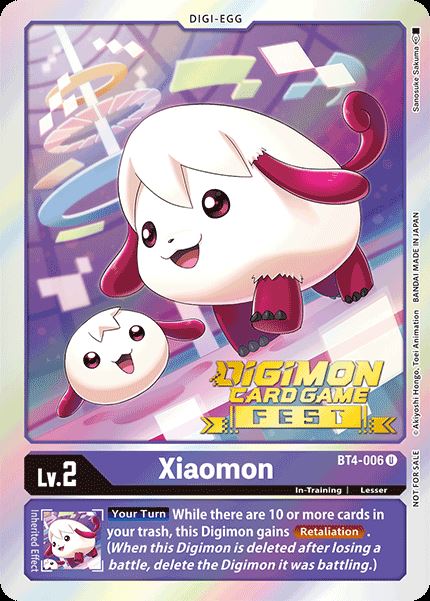 DIGI-EGG
Sanosuke Sakuma
©Akiyoshi Hongo, Toei Animation BANDAI MADE IN JAPAN
NOT FOR SALE
DIGIMON
CARD GAME
FEST
Lv.2
Xiaomon
BT4-006 U
In-Training | Lesser
Inherited Effect
Your Turn While there are 10 or more cards in
your trash, this Digimon gains Retaliation .
(When this Digimon is deleted after losing a
battle, delete the Digimon it was battling.)